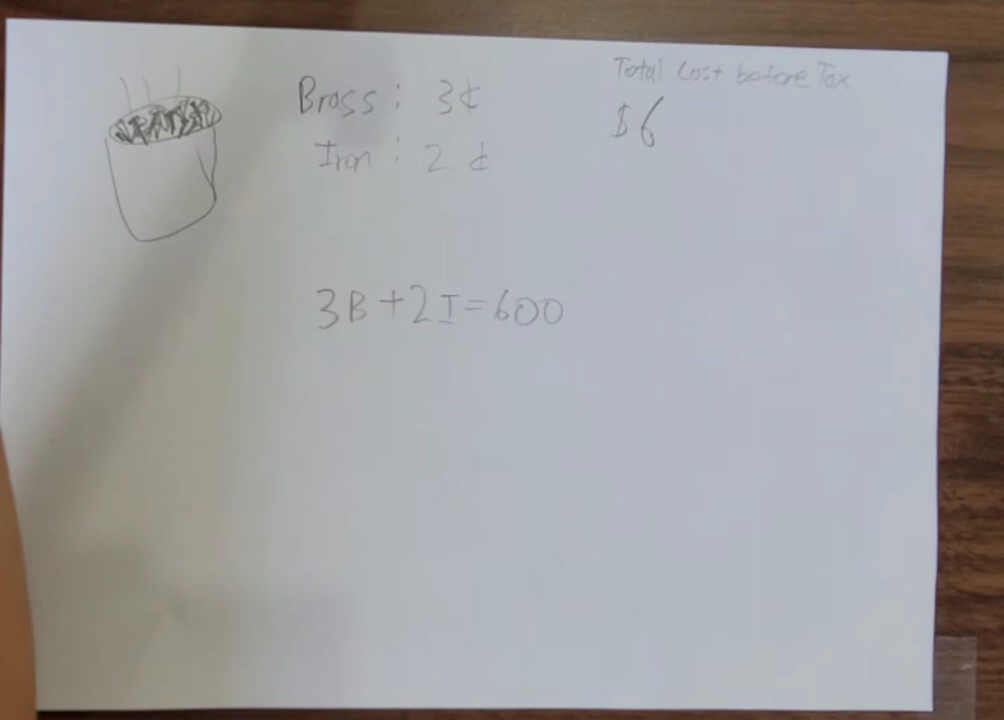 Brass : 3¢
Iron : 2 ¢
Total Cost before Tax
$6
3B+2I=600